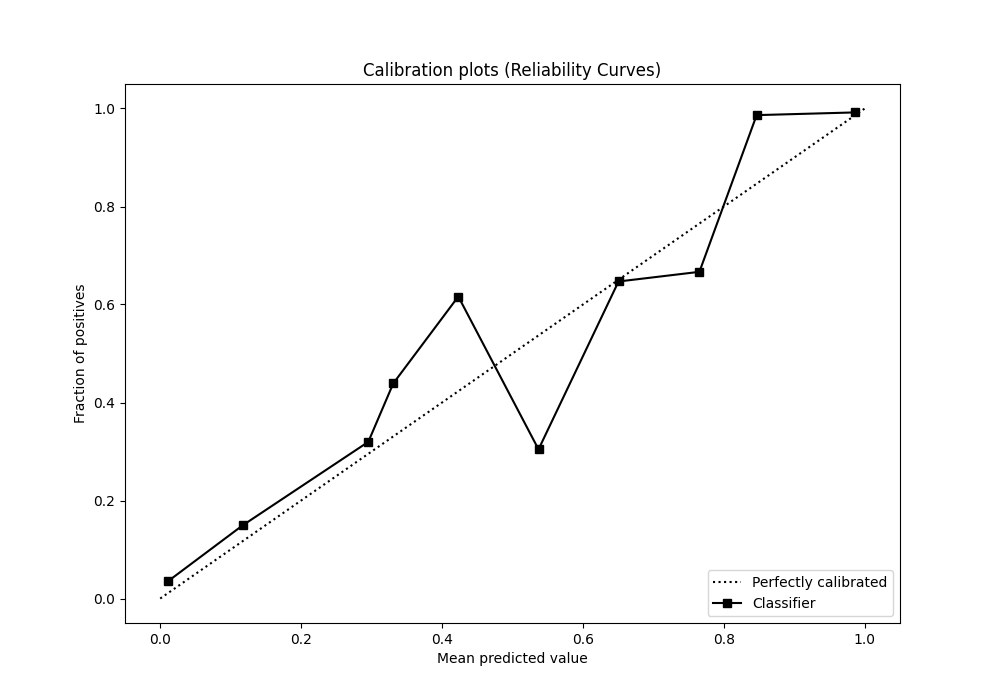 Calibration plots (Reliability Curves)
1.0
0.8
0.6
0.4
0.2
0.0
Fraction of positives
0.0 0.2 0.4 0.6 0.8 1.0
Mean predicted value
Perfectly calibrated
Classifier